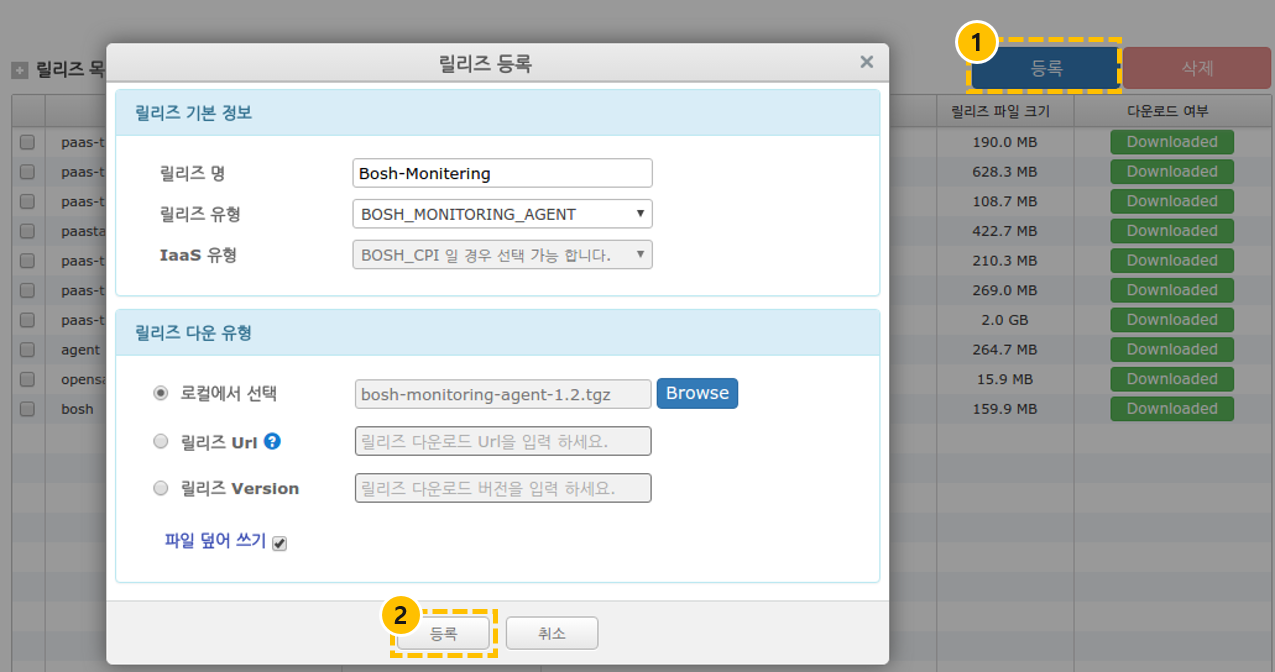 1
릴리즈 목
등록
삭제
릴리즈 파일 크기
다운로드 여부
paas-t
190.0 MB
Downloaded
paas-t
628.3 MB
Downloaded
paas-t
108.7 MB
Downloaded
paasta
422.7 MB
Downloaded
paas-t
210.3 MB
Downloaded
paas-t
269.0 MB
Downloaded
paas-t
2.0 GB
Downloaded
agent
264.7 MB
Downloaded
opensa
15.9 MB
Downloaded
bosh
159.9 MB
Downloaded
릴리즈 등록
릴리즈 기본 정보
릴리즈 명
Bosh-Monitering
릴리즈 유형
BOSH_MONITORING_AGENT
IaaS 유형
BOSH_CPI 일 경우 선택 가능 합니다.
릴리즈 다운 유형
로컬에서 선택
bosh-monitoring-agent-1.2.tgz
Browse
릴리즈 Url ?
릴리즈 다운로드 Url을 입력 하세요.
릴리즈 Version
릴리즈 다운로드 버전을 입력 하세요.
파일 덮어 쓰기
2
등록
취소